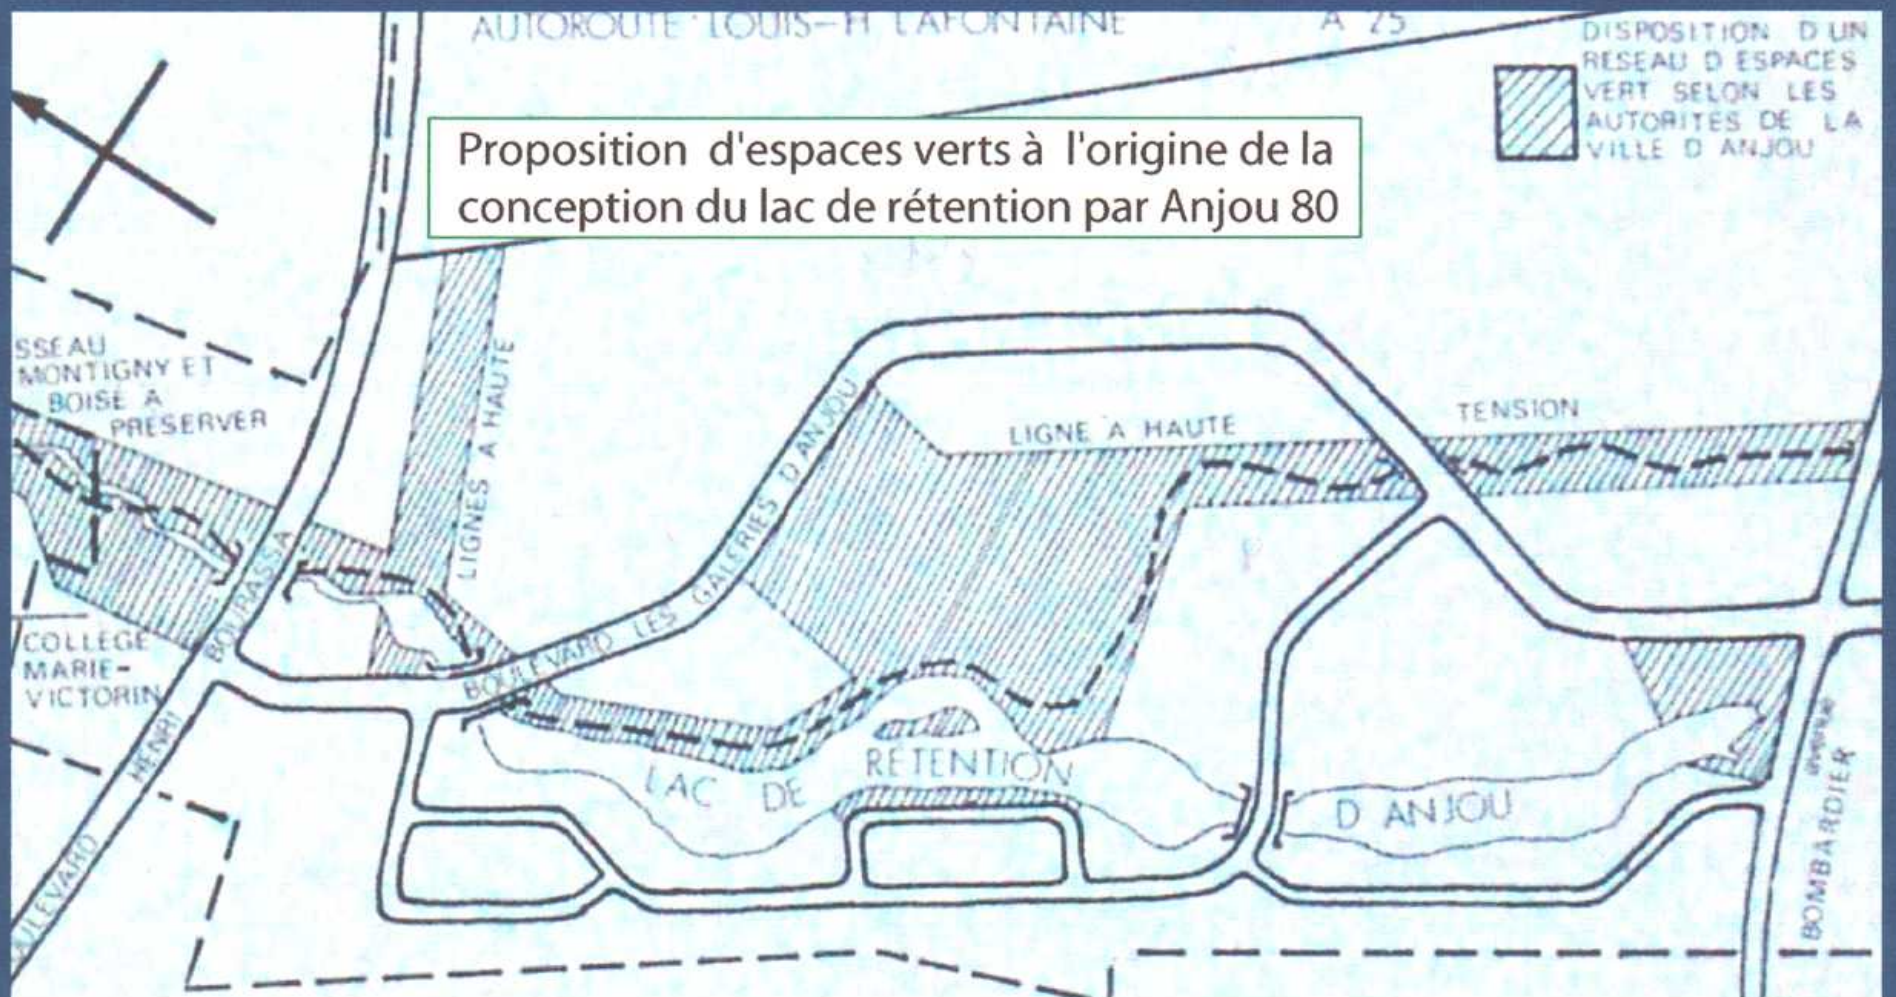 AUTOROUTE LOUIS-H LAFONTAINE A 25
DISPOSITION D UN
RESEAU D ESPACES
VERT SELON LES
AUTORITES DE LA
VILLE D ANJOU
Proposition d'espaces verts à l'origine de la
conception du lac de rétention par Anjou 80
SSEAU
MONTIGNY ET
BOISE A
PRESERVER
LIGNES A HAUTE
LIGNE A HAUTE
TENSION
BOULEVARD LES GALERIES D ANJOU
COLLEGE
MARIE-
VICTORIN
BOULEVARD HENRI BOURASSA
LAC DE RETENTION D ANJOU
BOMBARDIER